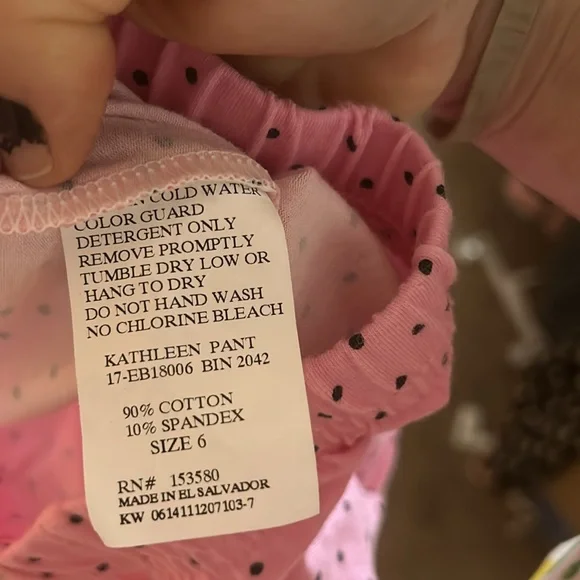 IN COLD WATER
COLOR GUARD
DETERGENT ONLY
REMOVE PROMPTLY
TUMBLE DRY LOW OR
HANG TO DRY
DO NOT HAND WASH
NO CHLORINE BLEACH
KATHLEEN PANT
17-EB18006 BIN 2042
90% COTTON
10% SPANDEX
SIZE 6
RN# 153580
MADE IN EL SALVADOR
KW 0614111207103-7